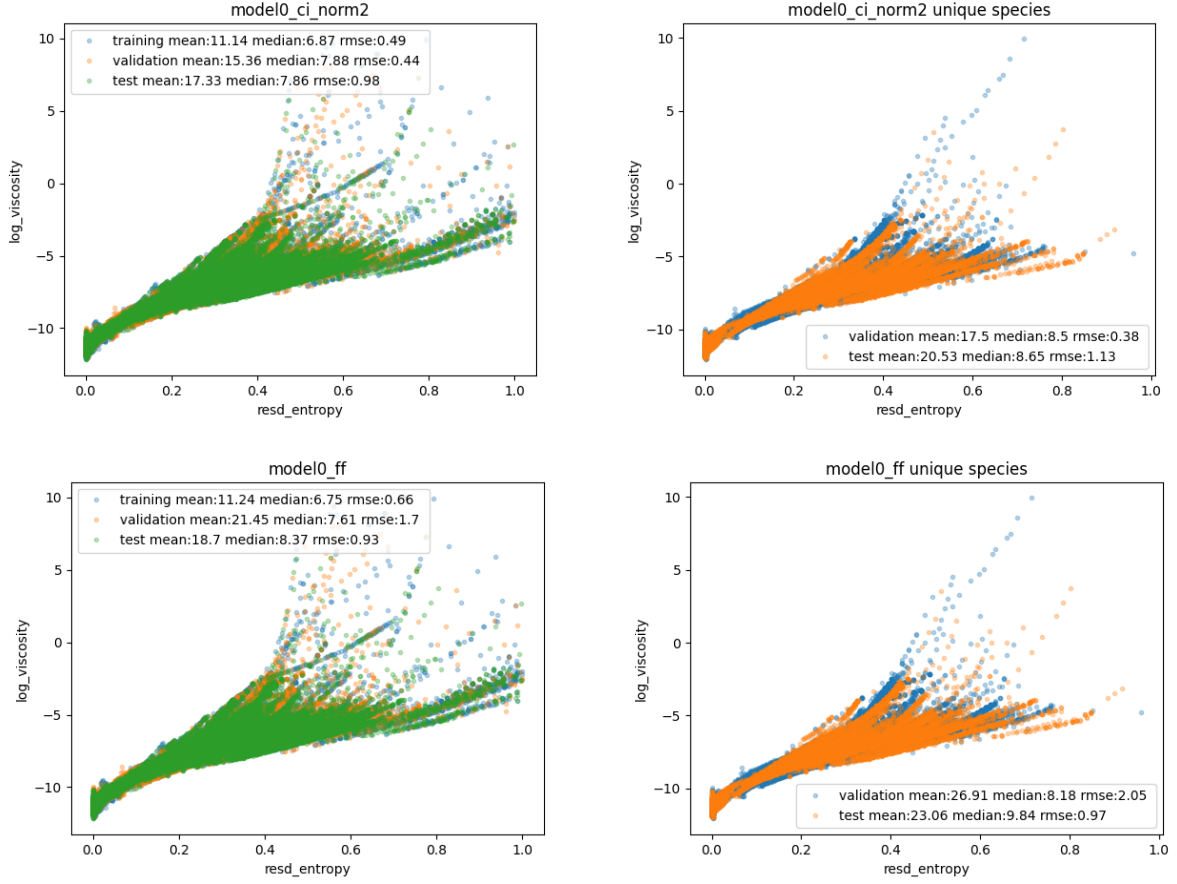 model0_ci_norm2
training mean:11.14 median:6.87 rmse:0.49
validation mean:15.36 median:7.88 rmse:0.44
test mean:17.33 median:7.86 rmse:0.98
log_viscosity
10
5
0
−5
−10
0.0 0.2 0.4 0.6 0.8 1.0
resd_entropy
model0_ci_norm2 unique species
log_viscosity
10
5
0
−5
−10
validation mean:17.5 median:8.5 rmse:0.38
test mean:20.53 median:8.65 rmse:1.13
0.0 0.2 0.4 0.6 0.8 1.0
resd_entropy
model0_ff
training mean:11.24 median:6.75 rmse:0.66
validation mean:21.45 median:7.61 rmse:1.7
test mean:18.7 median:8.37 rmse:0.93
log_viscosity
10
5
0
−5
−10
0.0 0.2 0.4 0.6 0.8 1.0
resd_entropy
model0_ff unique species
log_viscosity
10
5
0
−5
−10
validation mean:26.91 median:8.18 rmse:2.05
test mean:23.06 median:9.84 rmse:0.97
0.0 0.2 0.4 0.6 0.8 1.0
resd_entropy